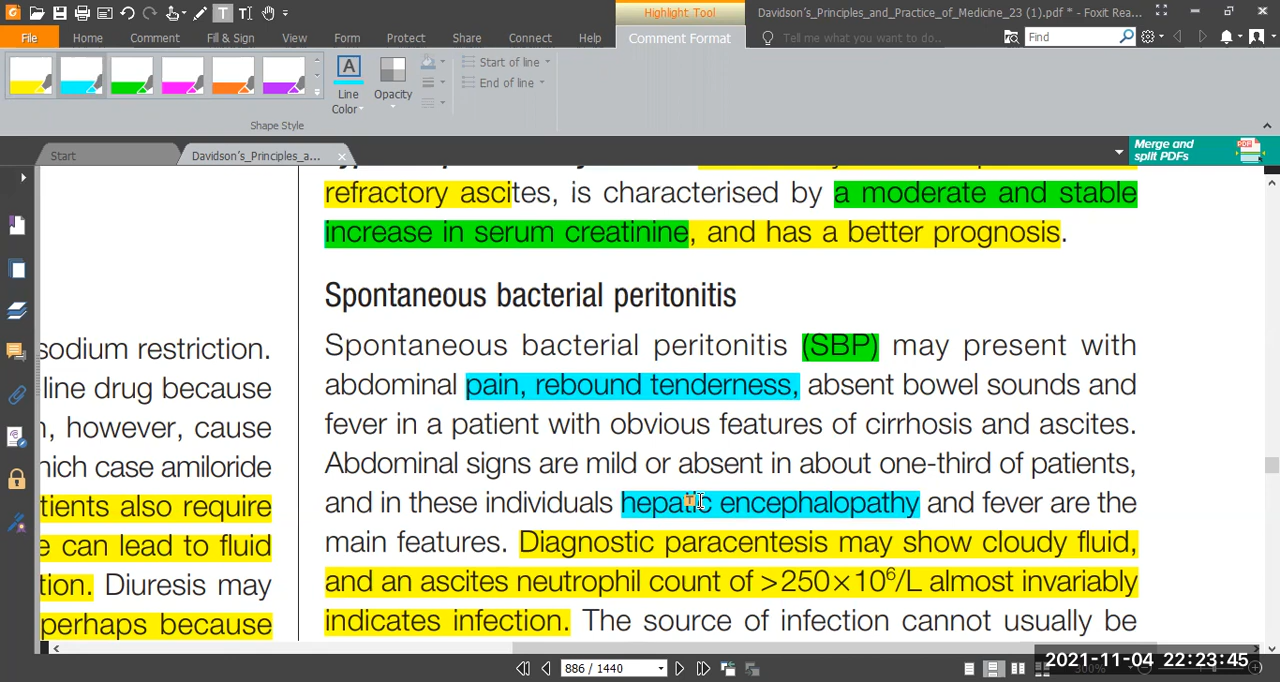 Highlight Tool
Davidson's_Principles_and_Practice_of_Medicine_23 (1).pdf * - Foxit Rea...
File Home Comment Fill & Sign View Form Protect Share Connect Help Comment Format Tell me what you want to do.. Find
Line Color
Opacity
Start of line
End of line
Shape Style
Start
Davidson's_Principles_a...
Merge and
split PDFs
sodium restriction.
line drug because
, however, cause
hich case amiloride
tients also require
e can lead to fluid
tion. Diuresis may
perhaps because
refractory ascites, is characterised by a moderate and stable
increase in serum creatinine, and has a better prognosis.
Spontaneous bacterial peritonitis
Spontaneous bacterial peritonitis (SBP) may present with
abdominal pain, rebound tenderness, absent bowel sounds and
fever in a patient with obvious features of cirrhosis and ascites.
Abdominal signs are mild or absent in about one-third of patients,
and in these individuals hepatic encephalopathy and fever are the
main features. Diagnostic paracentesis may show cloudy fluid,
and an ascites neutrophil count of >250×10⁶/L almost invariably
indicates infection. The source of infection cannot usually be
886 / 1440
2021-11-04 22:23:45